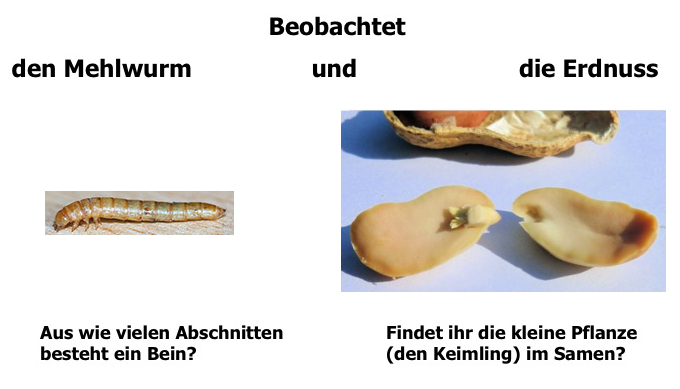 Beobachtet
den Mehlwurm und die Erdnuss
Aus wie vielen Abschnitten
besteht ein Bein?
Findet ihr die kleine Pflanze
(den Keimling) im Samen?